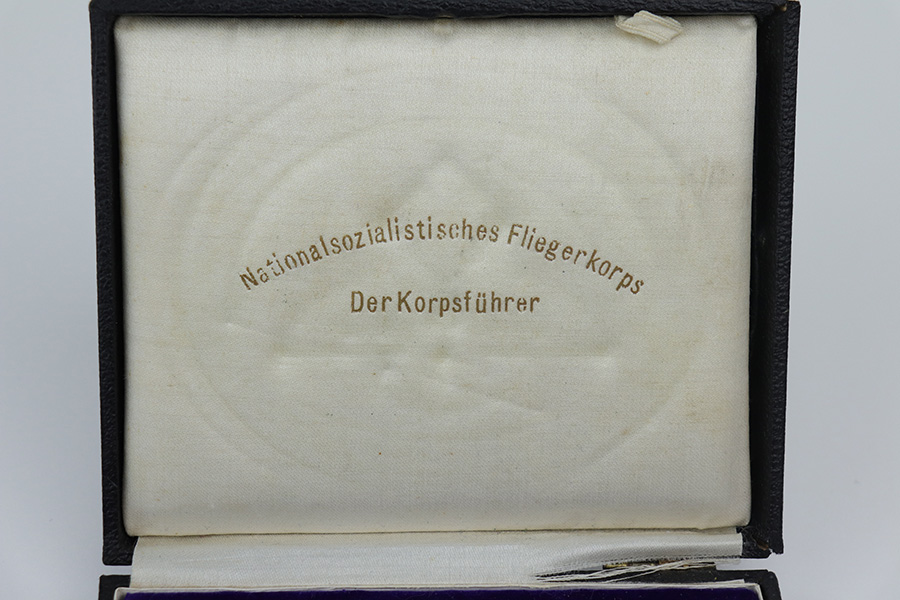 Nationalsozialistisches Fliegerkorps
Der Korpsführer